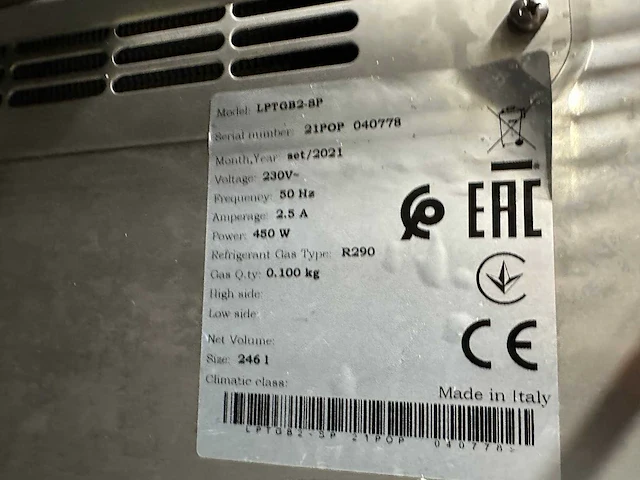 Model: LPTGB2-SP
Serial number: 21POP 040778
Month,Year: set/2021
Voltage: 230V~
Frequency: 50 Hz
Amperage: 2.5 A
Power: 450 W
Refrigerant Gas Type: R290
Gas Q.ty: 0.100 kg
High side:
Low side:
Net Volume:
Size: 246 l
Climatic class:
EAC
CE
Made in Italy
LPTGB2-SP 21POP 040778>